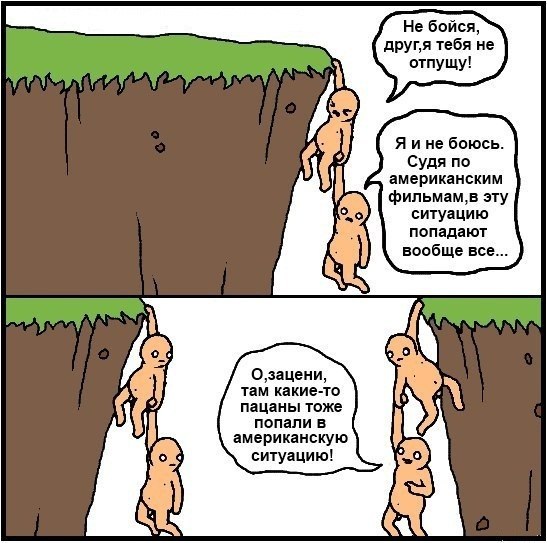 Не бойся,
друг,я тебя не
отпущу!
Я и не боюсь.
Судя по
американским
фильмам,в эту
ситуацию
попадают
вообще все...
О,зацени,
там какие-то
пацаны тоже
попали в
американскую
ситуацию!